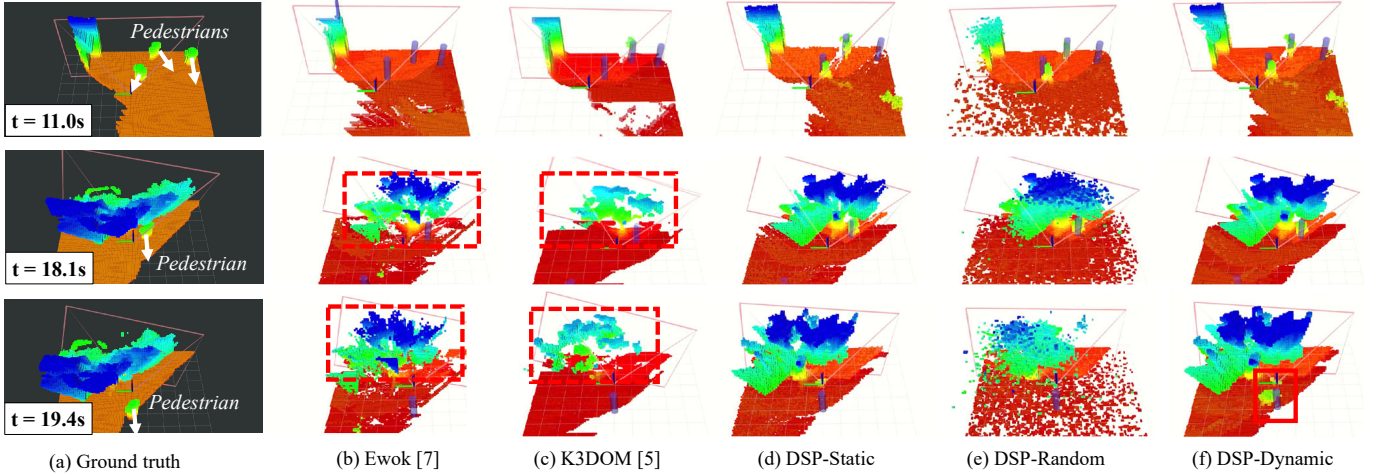 Pedestrians
t = 11.0s
t = 18.1s
Pedestrian
Pedestrian
t = 19.4s
(a) Ground truth
(b) Ewok [7]
(c) K3DOM [5]
(d) DSP-Static
(e) DSP-Random
(f) DSP-Dynamic